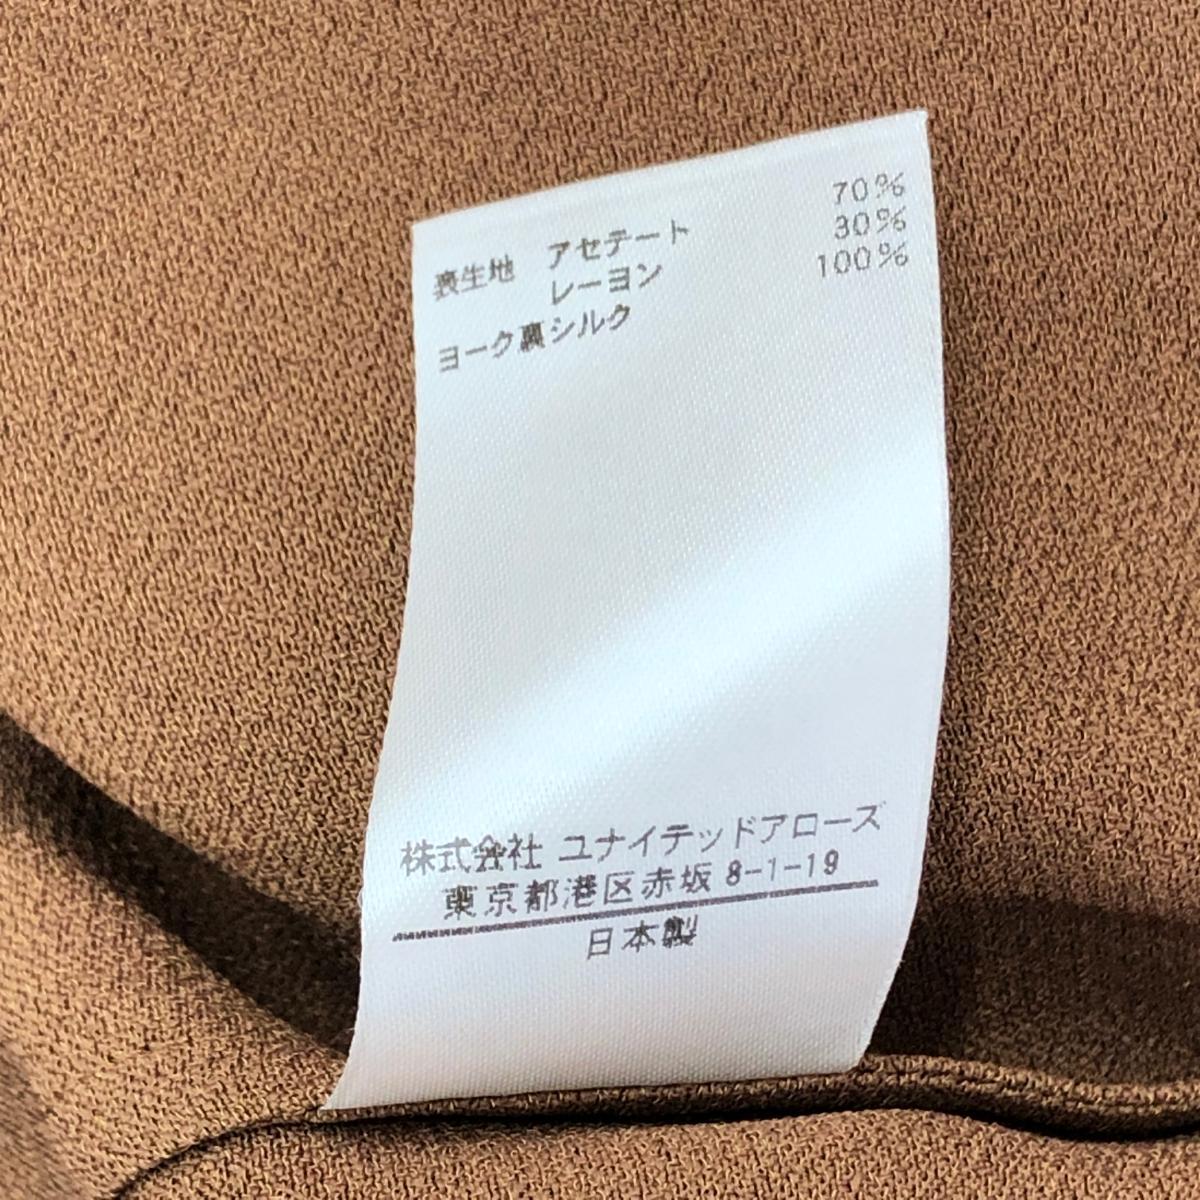 表生地 アセテート 70%
レーヨン 30%
ヨーク裏シルク 100%
株式会社 ユナイテッドアローズ
東京都港区赤坂 8-1-19
日本製